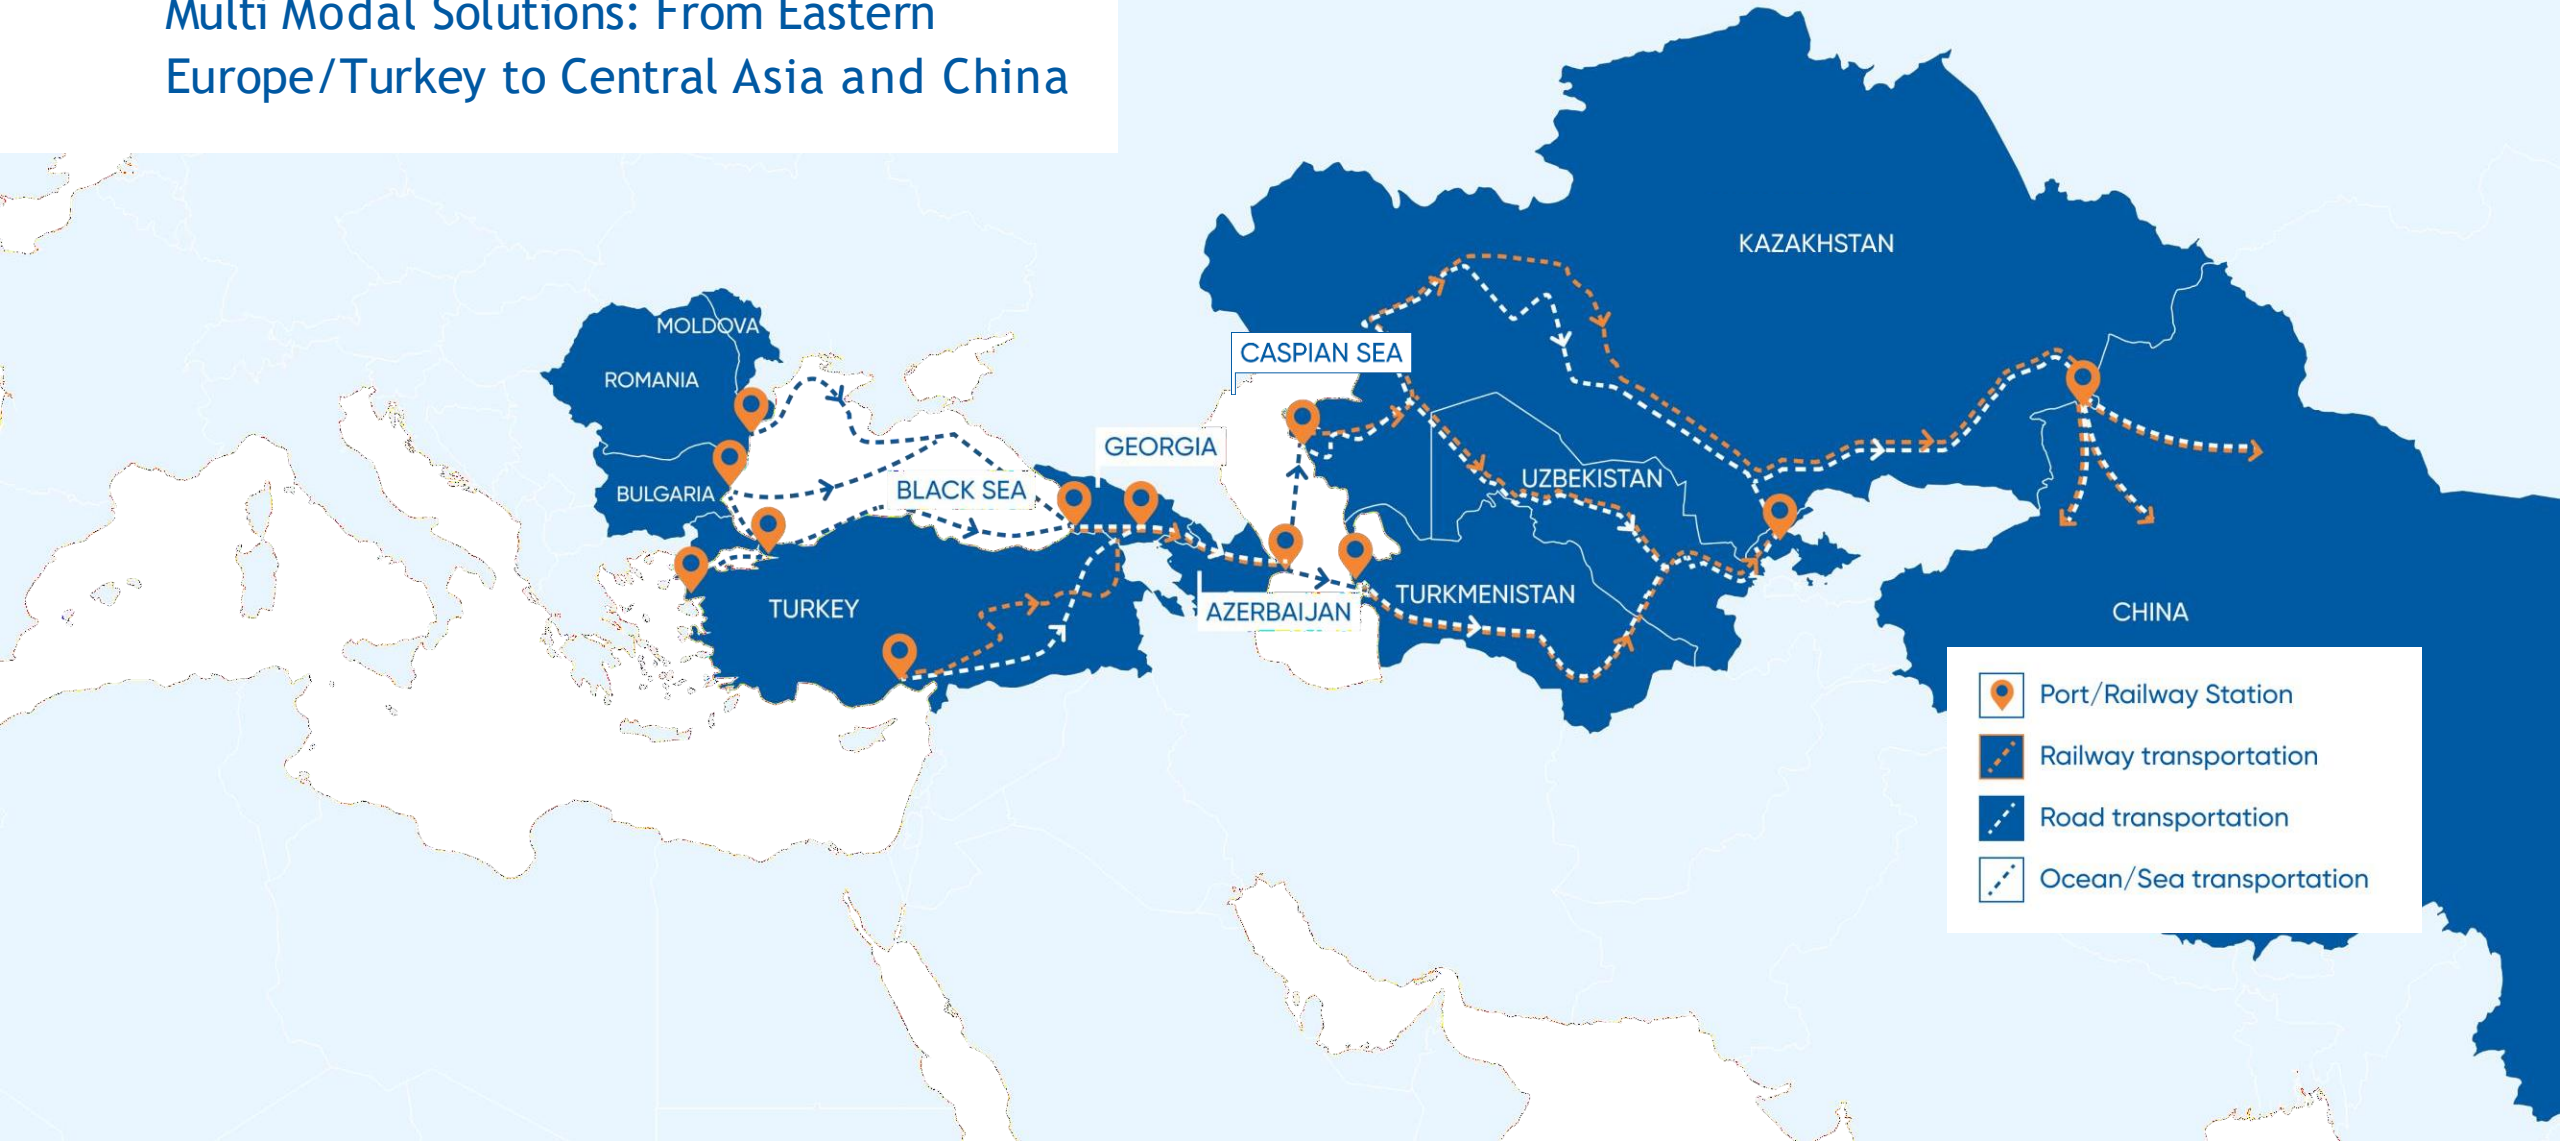 Multi Modal Solutions: From Eastern
Europe/Turkey to Central Asia and China
KAZAKHSTAN
MOLDOVA
CASPIAN SEA
ROMANIA
GEORGIA
UZBEKISTAN
BLACK SEA
BULGARIA
TURKMENISTAN
TURKEY
AZERBAIJAN
CHINA
Port/Railway Station
Railway transportation
Road transportation
Ocean/Sea transportation